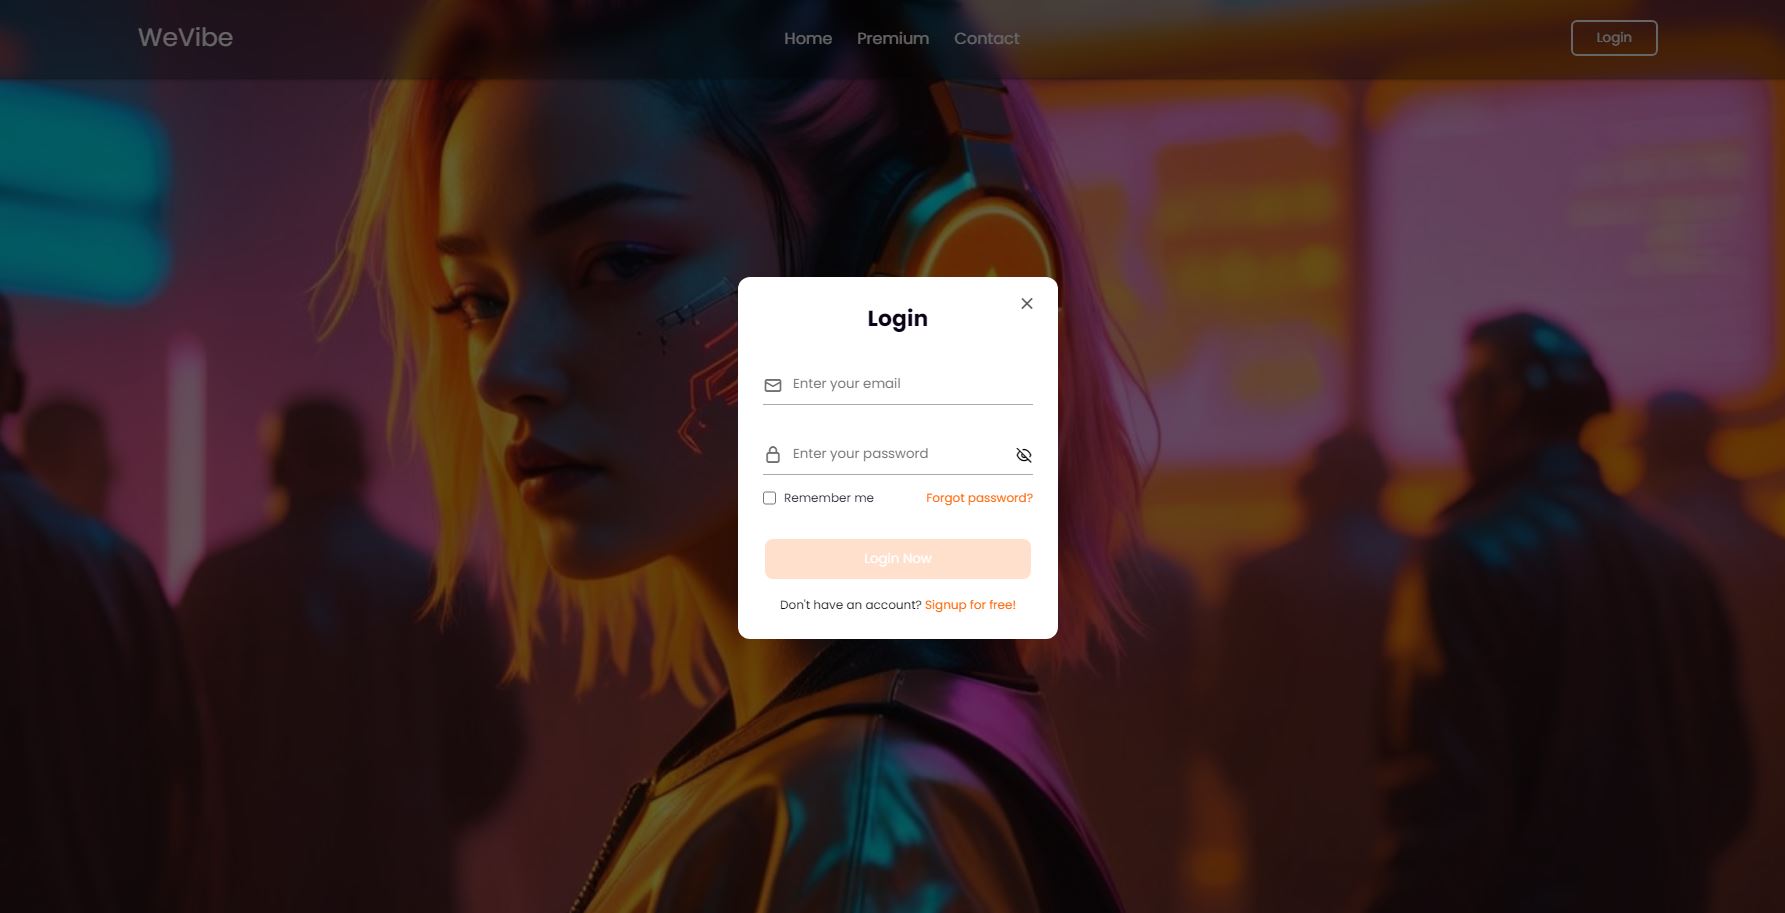 WeVibe
Home Premium Contact
Login
Login
Enter your email
Enter your password
Remember me Forgot password?
Login Now
Don't have an account? Signup for free!